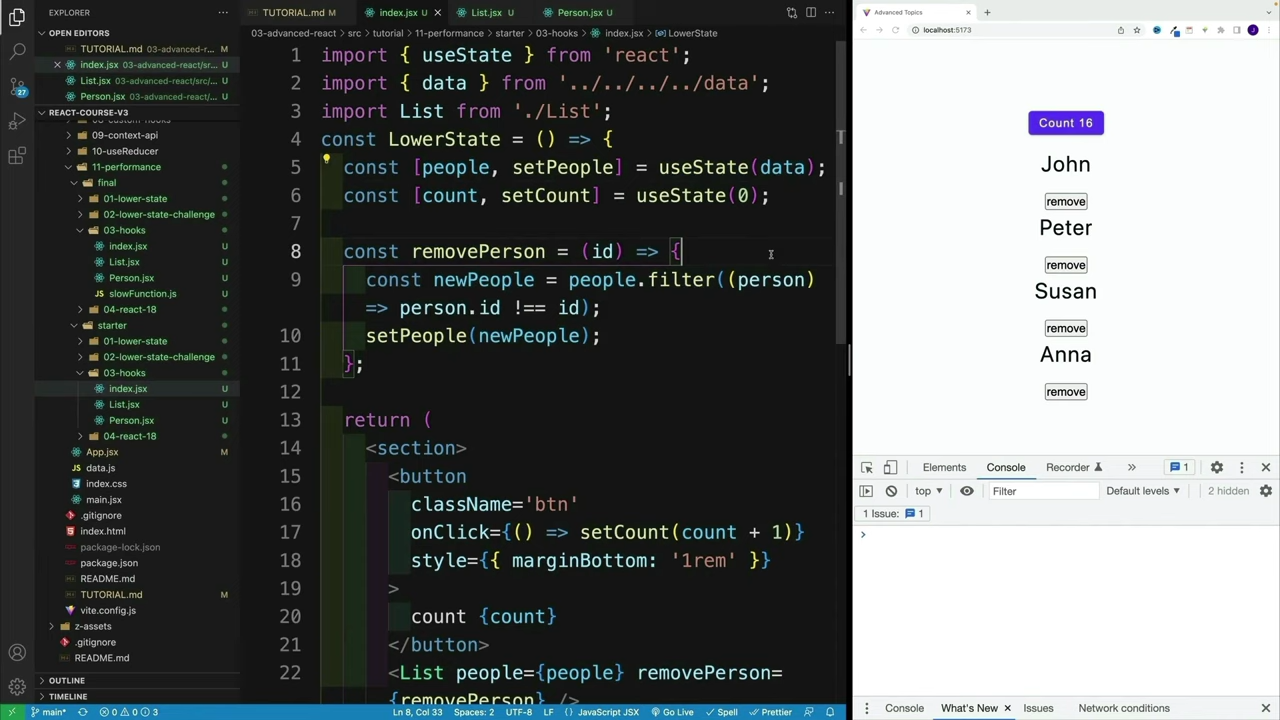 EXPLORER
OPEN EDITORS
TUTORIAL.md 03-advanced-r... M
index.jsx 03-advanced-react/sr... U
List.jsx 03-advanced-react/src/... U
Person.jsx 03-advanced-react/... U
REACT-COURSE-V3
09-context-api
10-useReducer
11-performance
final
01-lower-state
02-lower-state-challenge
03-hooks
index.jsx U
List.jsx U
Person.jsx U
slowFunction.js U
04-react-18
starter
01-lower-state
02-lower-state-challenge
03-hooks
index.jsx U
List.jsx U
Person.jsx U
04-react-18
App.jsx
data.js
index.css
main.jsx
.gitignore
index.html
package-lock.json
package.json
README.md
TUTORIAL.md M
vite.config.js
z-assets
.gitignore
README.md
OUTLINE
TIMELINE
27
TUTORIAL.md M
index.jsx U
List.jsx U
Person.jsx U
03-advanced-react > src > tutorial > 11-performance > starter > 03-hooks > index.jsx > LowerState
1 import { useState } from 'react';
2 import { data } from '../../../../data';
3 import List from './List';
4 const LowerState = () => {
5 const [people, setPeople] = useState(data);
6 const [count, setCount] = useState(0);
7
8 const removePerson = (id) => {
9 const newPeople = people.filter((person)
=> person.id !== id);
10 setPeople(newPeople);
11 };
12
13 return (
14 <section>
15 <button
16 className='btn'
17 onClick={() => setCount(count + 1)}
18 style={{ marginBottom: '1rem' }}
19 >
20 count {count}
21 </button>
22 <List people={people} removePerson=
{removePerson} />
main*
0 0 3
Ln 8, Col 33
Spaces: 2
UTF-8
LF
{} JavaScript JSX
Go Live
Spell
Prettier
Advanced Topics
localhost:5173
J
Count 16
John
remove
Peter
remove
Susan
remove
Anna
remove
Elements
Console
Recorder
1
top
Filter
Default levels
2 hidden
1 Issue: 1
Console
What's New
Issues
Network conditions